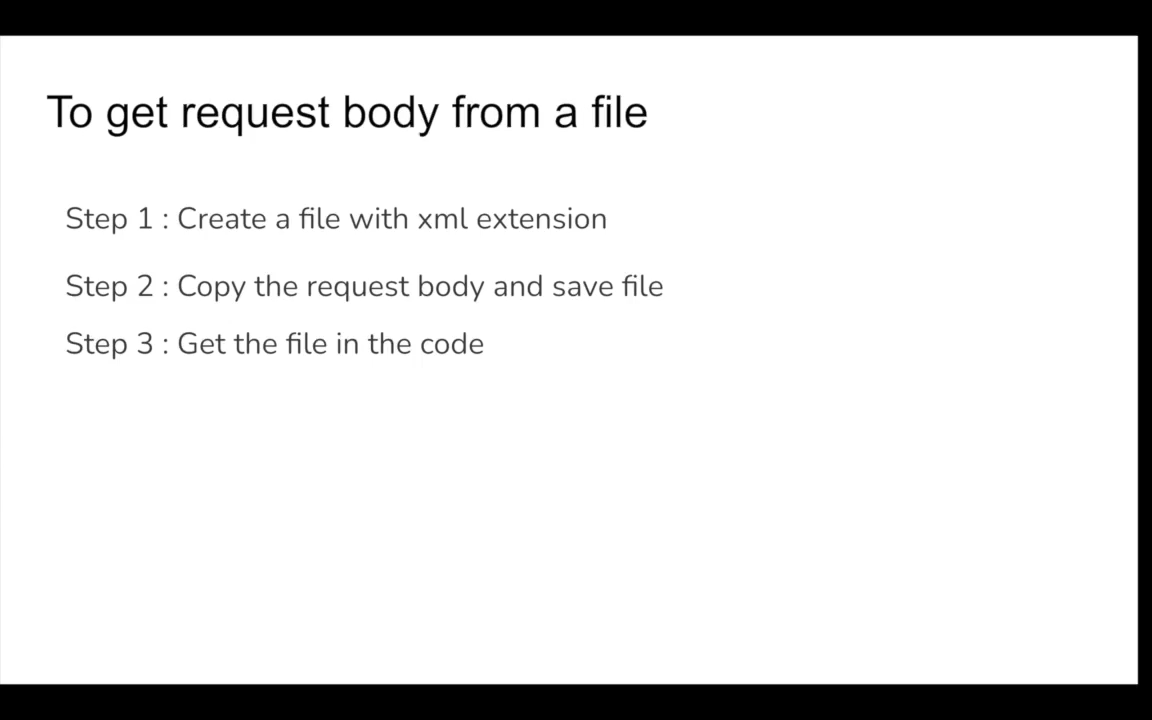 To get request body from a file
Step 1 : Create a file with xml extension
Step 2 : Copy the request body and save file
Step 3 : Get the file in the code